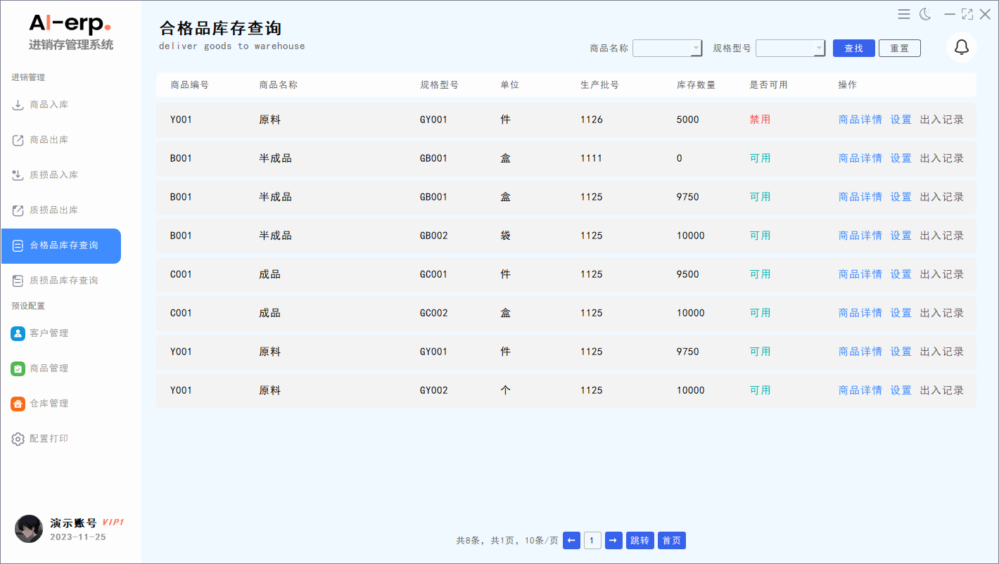 AI-erp.
进销存管理系统
进销管理
商品入库
商品出库
质损品入库
质损品出库
合格品库存查询
质损品库存查询
预设配置
客户管理
商品管理
仓库管理
配置打印
演示账号 VIP1
2023-11-25
合格品库存查询
deliver goods to warehouse
商品名称 规格型号 查找 重置
商品编号 商品名称 规格型号 单位 生产批号 库存数量 是否可用 操作
Y001 原料 GY001 件 1126 5000 禁用 商品详情 设置 出入记录
B001 半成品 GB001 盒 1111 0 可用 商品详情 设置 出入记录
B001 半成品 GB001 盒 1125 9750 可用 商品详情 设置 出入记录
B001 半成品 GB002 袋 1125 10000 可用 商品详情 设置 出入记录
C001 成品 GC001 件 1125 9500 可用 商品详情 设置 出入记录
C001 成品 GC002 盒 1125 10000 可用 商品详情 设置 出入记录
Y001 原料 GY001 件 1125 9750 可用 商品详情 设置 出入记录
Y001 原料 GY002 个 1125 10000 可用 商品详情 设置 出入记录
共8条, 共1页, 10条/页 ← 1 → 跳转 首页